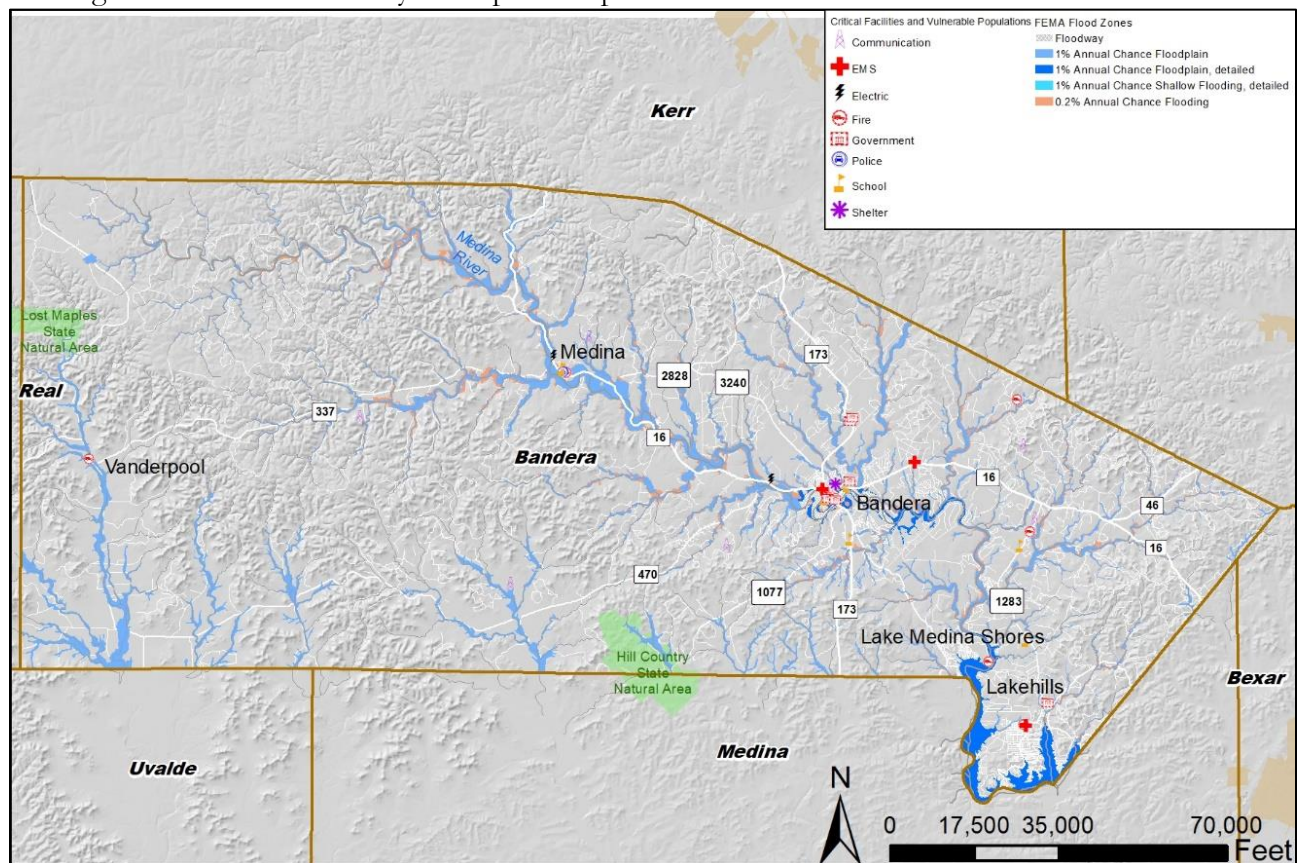 Critical Facilities and Vulnerable Populations
Communication
EMS
Electric
Fire
Government
Police
School
Shelter
FEMA Flood Zones
Floodway
1% Annual Chance Floodplain
1% Annual Chance Floodplain, detailed
1% Annual Chance Shallow Flooding, detailed
0.2% Annual Chance Flooding
Kerr
Medina
River
Lost Maples
State
Natural Area
Real
Medina
173
2828
3240
337
16
Vanderpool
Bandera
16
46
Bandera
16
470
1077
173
1283
Lake Medina Shores
Hill Country
State
Natural Area
Lakehills
Bexar
Uvalde
Medina
N
0 17,500 35,000 70,000
Feet